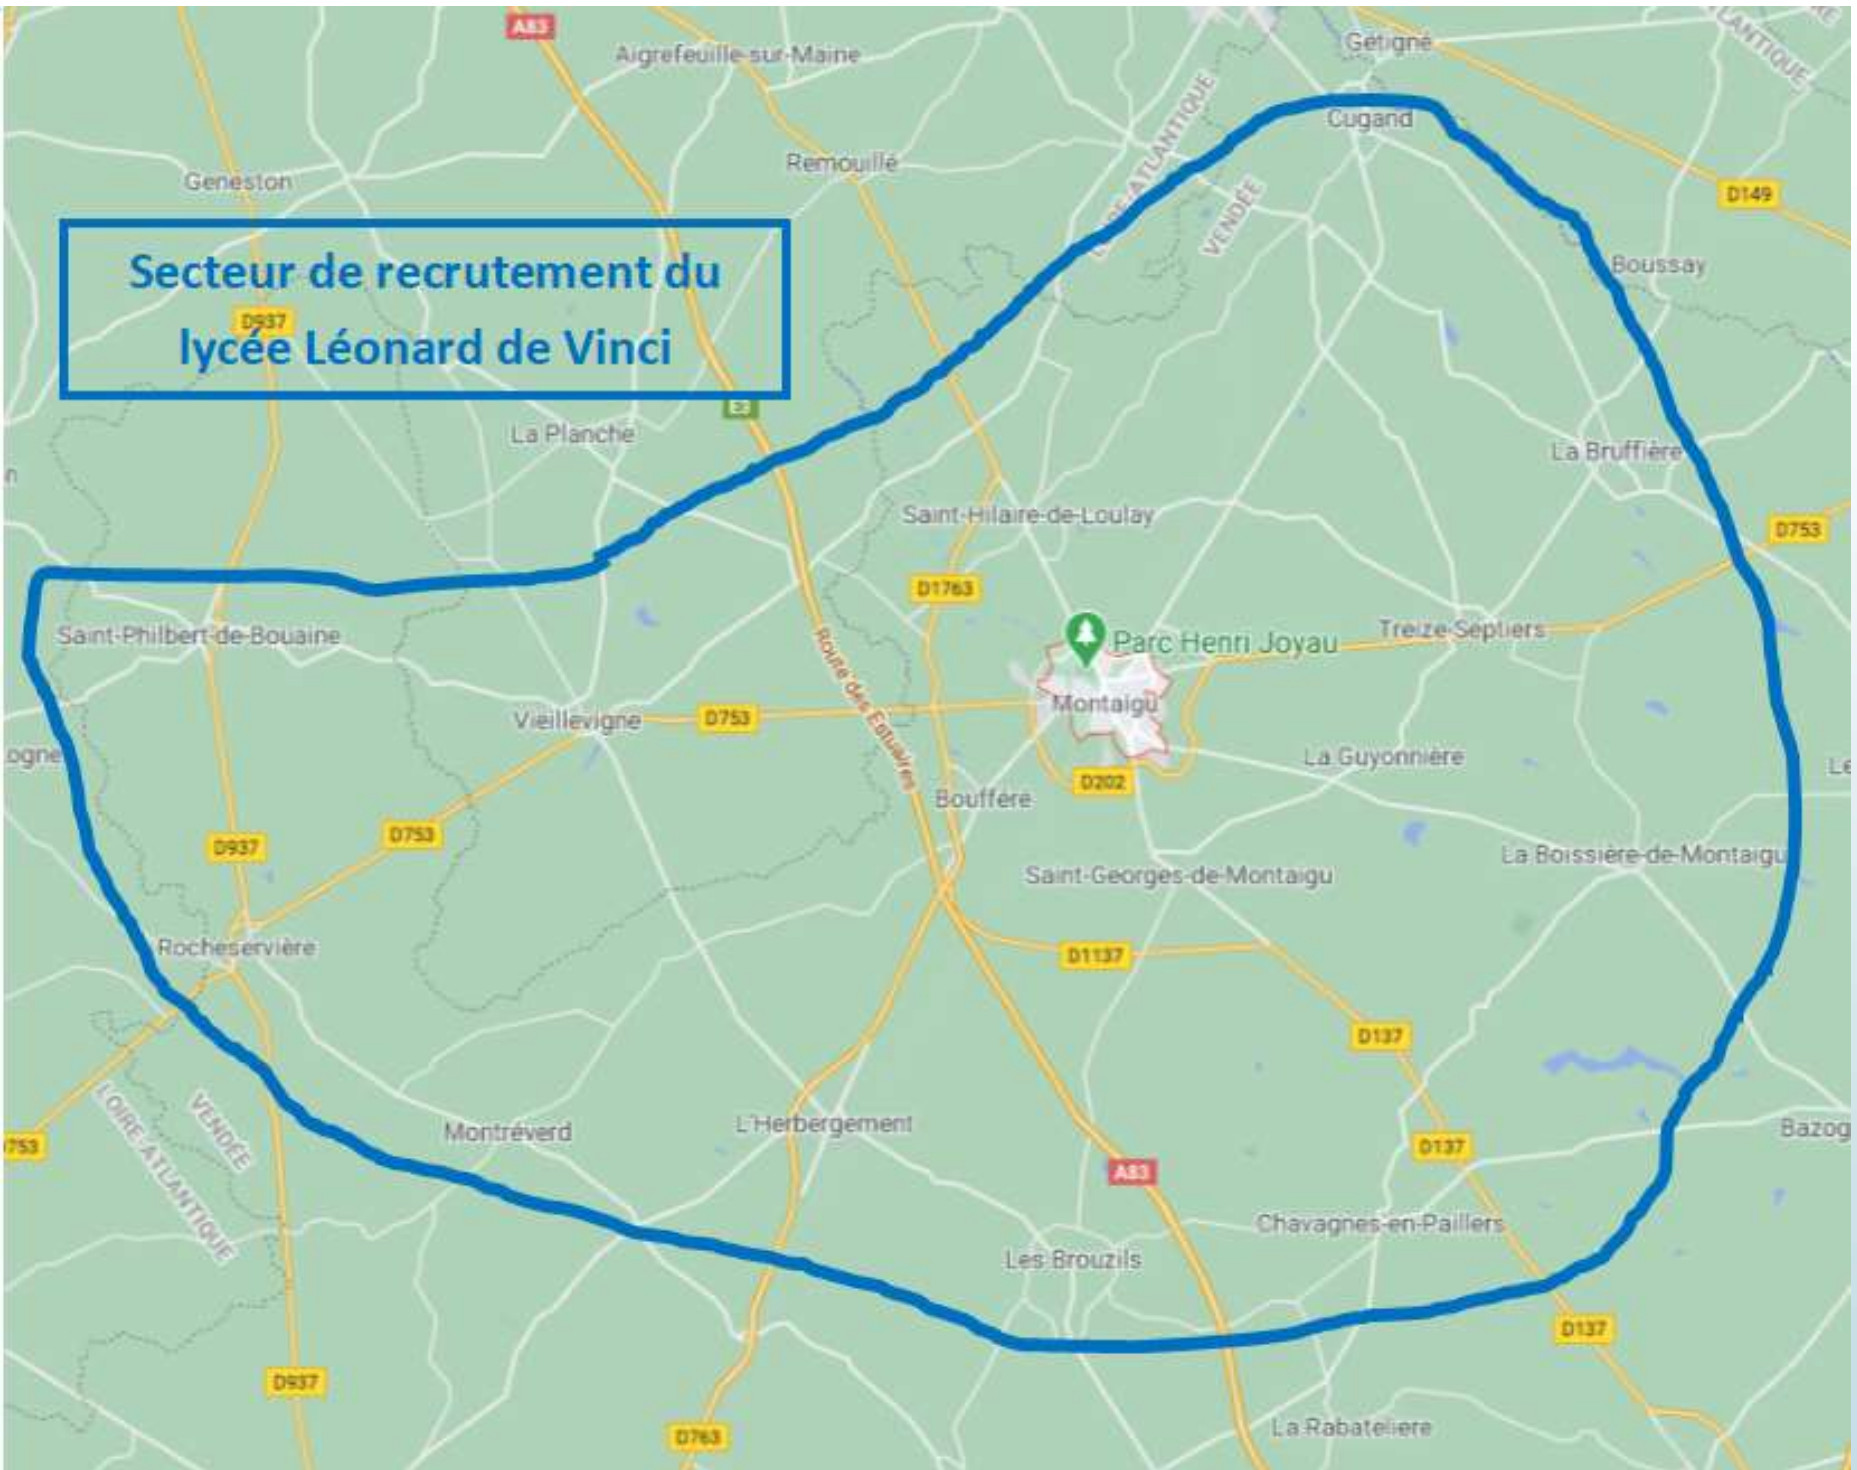 A83
Aigrefeuille-sur-Maine
Gétigné
LOIRE-ATLANTIQUE
Cugand
Remouillé
Geneston
VENDÉE
D149
Secteur de recrutement du
lycée Léonard de Vinci
D937
Boussay
La Planche
La Bruffière
Saint-Hilaire-de-Loulay
D753
D1763
Saint-Philbert-de-Bouaine
Treize-Septiers
Parc Henri Joyau
Montaigu
Vieillevigne
D753
Route des Estuaires
ogne
La Guyonnière
D202
Boufféré
D753
D937
La Boissière-de-Montaigu
Saint-Georges-de-Montaigu
Rocheservière
D1137
D137
LOIRE-ATLANTIQUE
VENDÉE
Montréverd
L'Herbergement
Bazog
D753
D137
A83
Chavagnes-en-Paillers
Les Brouzils
D137
D937
La Rabatelière
D763